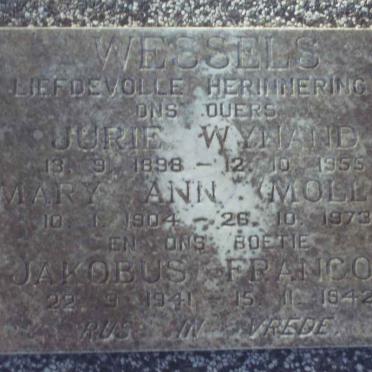 WESSELS
LIEFDEVOLLE HERINNERING
ONS OUERS
JURIE WYNAND
13. 9. 1898 - 12. 10. 1955
MARY ANN (MOLL
10. 1. 1904 - 26. 10. 1973
EN ONS BOETIE
JAKOBUS FRANCO
22. 9. 1941 - 15. 11. 1942
RUS IN VREDE.